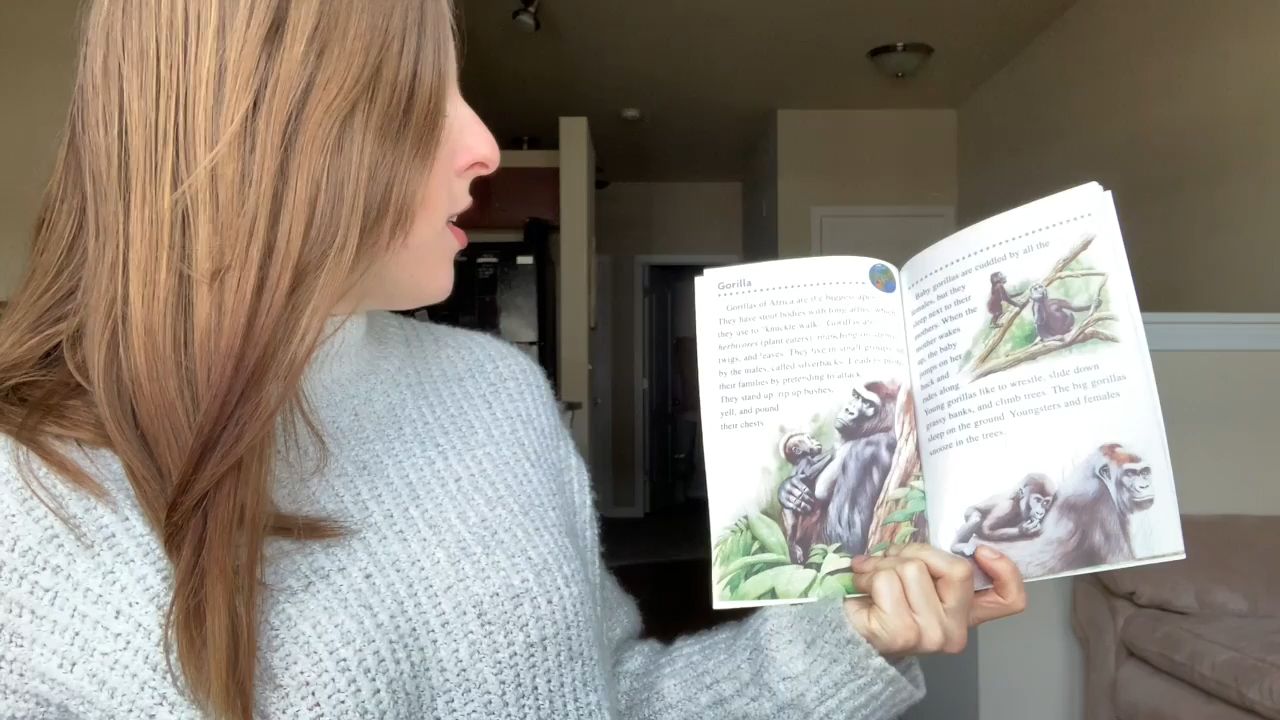 Gorilla
Gorillas of Africa are the biggest apes.
They have stout bodies with long arms, which
they use to "knuckle walk." Gorillas are
herbivores (plant eaters), munching on stems,
twigs, and leaves. They live in small groups
by the males, called silverbacks. Leaders
their families by pretending to attack.
They stand up, rip up bushes,
yell, and pound
their chests.
Baby gorillas are cuddled by all the
females, but they
sleep next to their
mothers. When the
mother wakes
up, the baby
jumps on her
back and
rides along.
Young gorillas like to wrestle, slide down
grassy banks, and climb trees. The big gorillas
sleep on the ground. Youngsters and females
snooze in the trees.